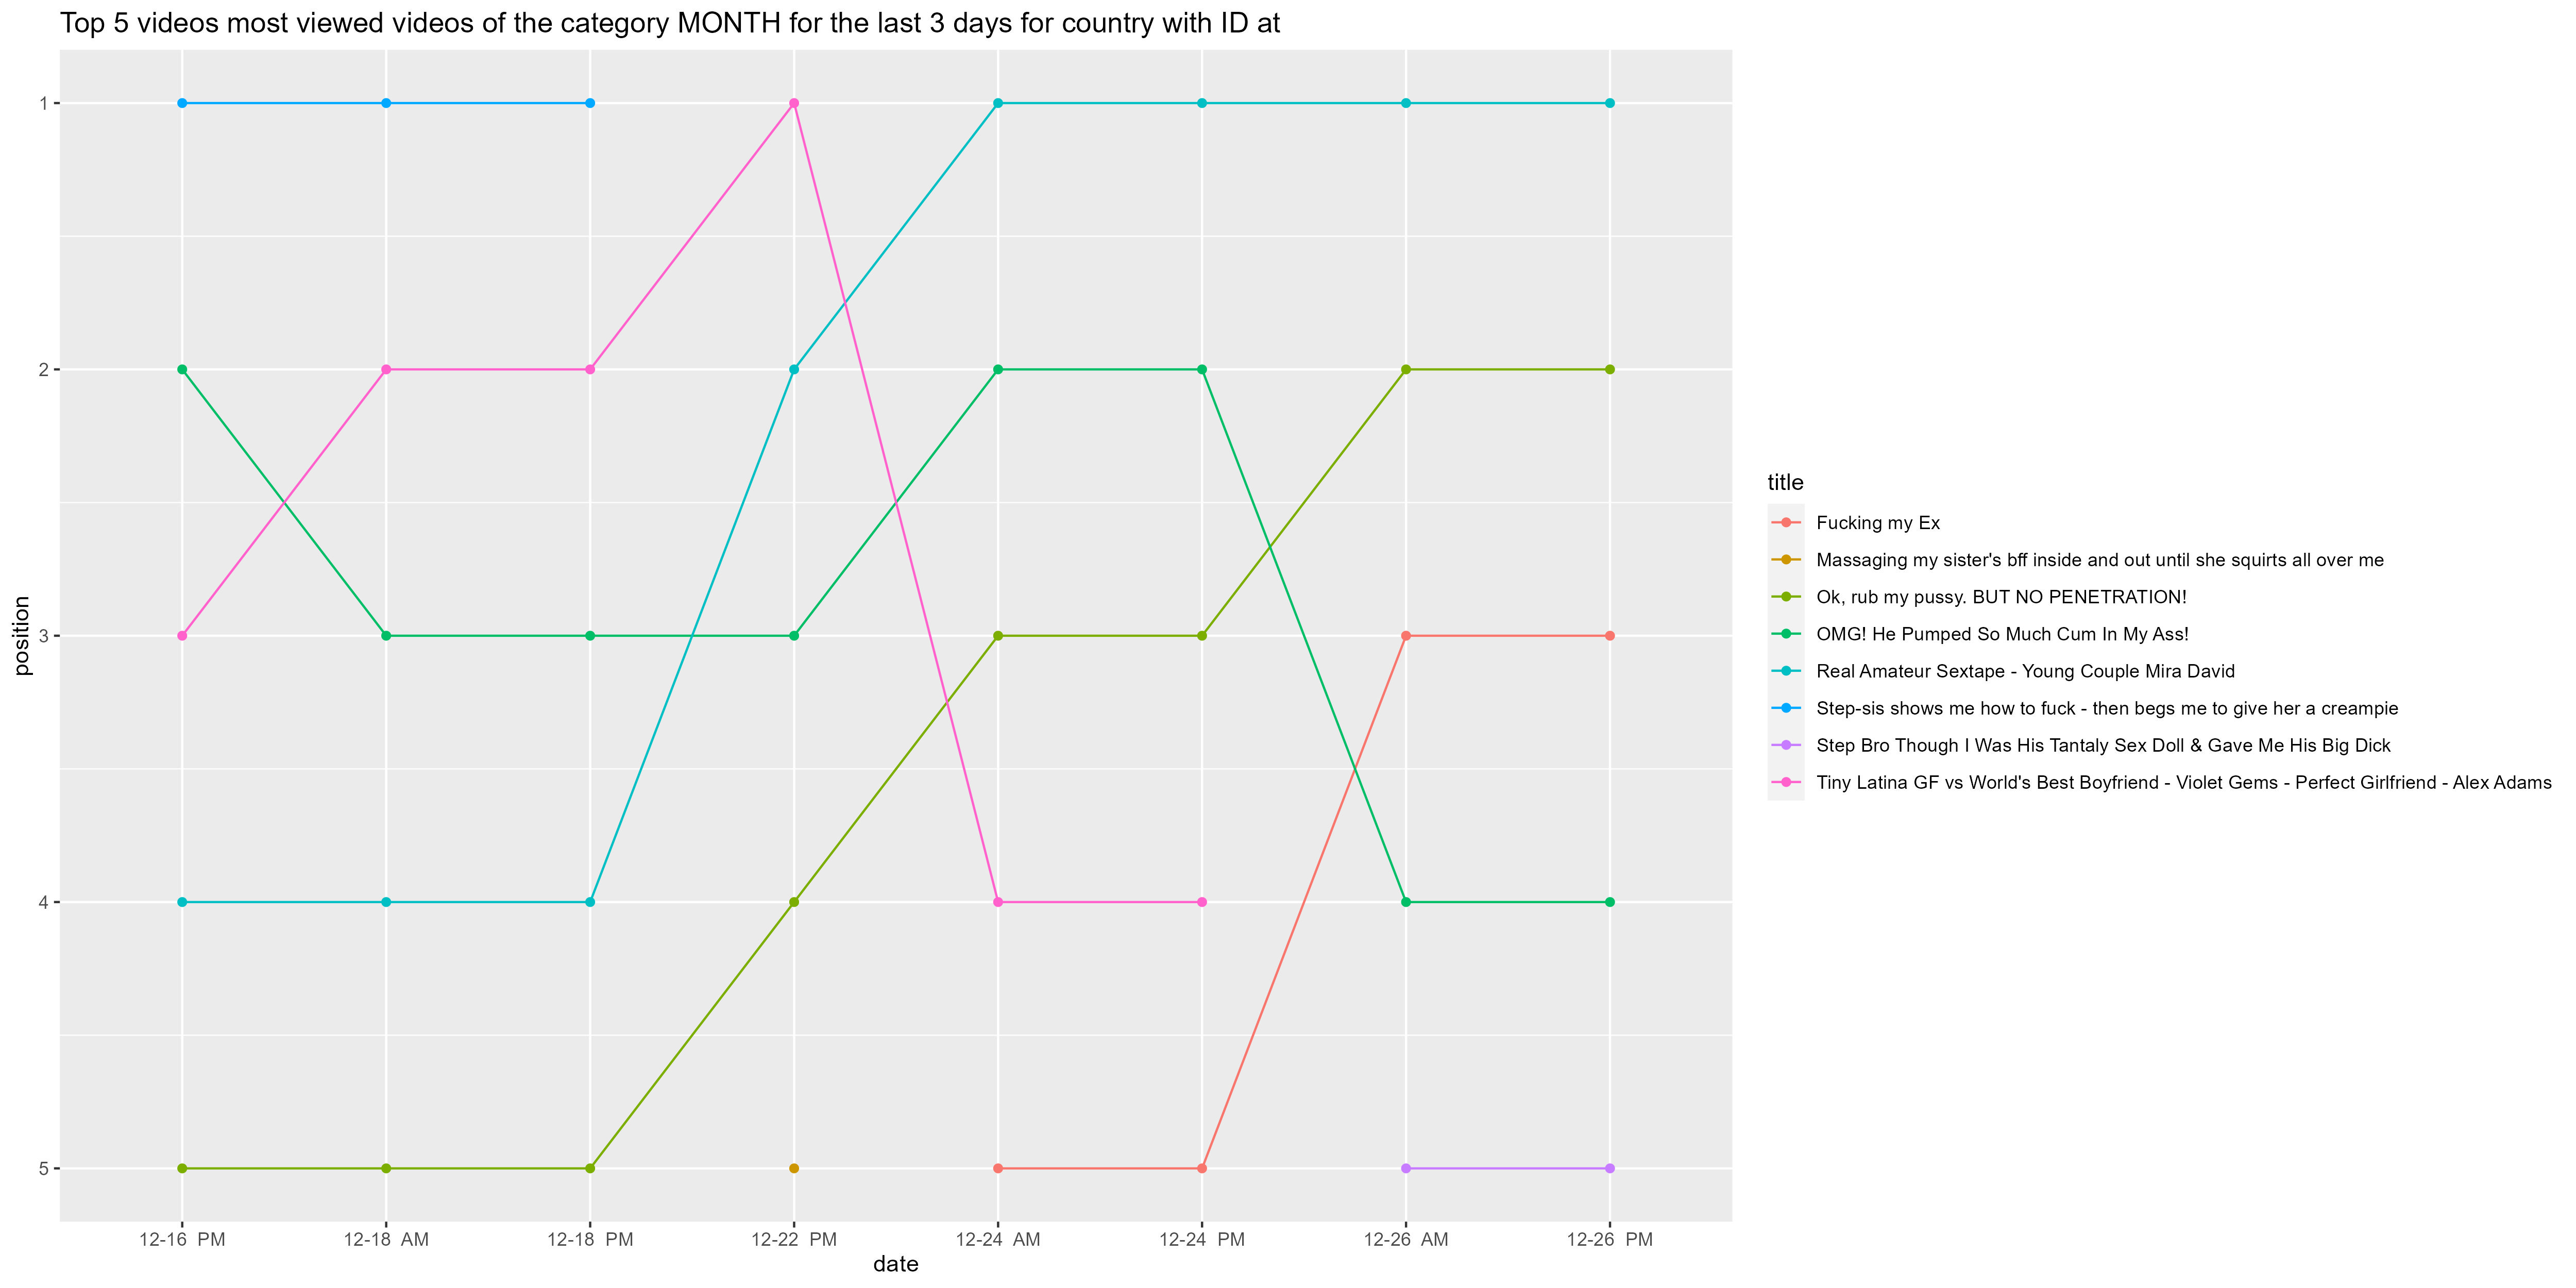 Top 5 videos most viewed videos of the category MONTH for the last 3 days for country with ID at
1
2
3
4
5
position
12-16 PM
12-18 AM
12-18 PM
12-22 PM
12-24 AM
12-24 PM
12-26 AM
12-26 PM
date
title
Fucking my Ex
Massaging my sister's bff inside and out until she squirts all over me
Ok, rub my pussy. BUT NO PENETRATION!
OMG! He Pumped So Much Cum In My Ass!
Real Amateur Sextape - Young Couple Mira David
Step-sis shows me how to fuck - then begs me to give her a creampie
Step Bro Though I Was His Tantaly Sex Doll & Gave Me His Big Dick
Tiny Latina GF vs World's Best Boyfriend - Violet Gems - Perfect Girlfriend - Alex Adams